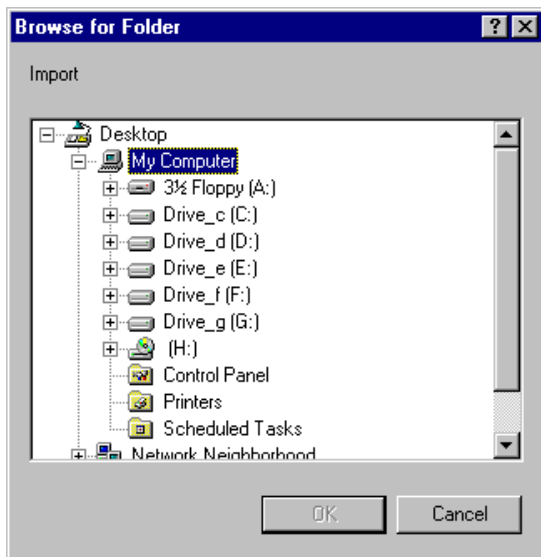 Browse for Folder
Import
Desktop
My Computer
3½ Floppy (A:)
Drive_c (C:)
Drive_d (D:)
Drive_e (E:)
Drive_f (F:)
Drive_g (G:)
(H:)
Control Panel
Printers
Scheduled Tasks
Network Neighborhood
OK Cancel